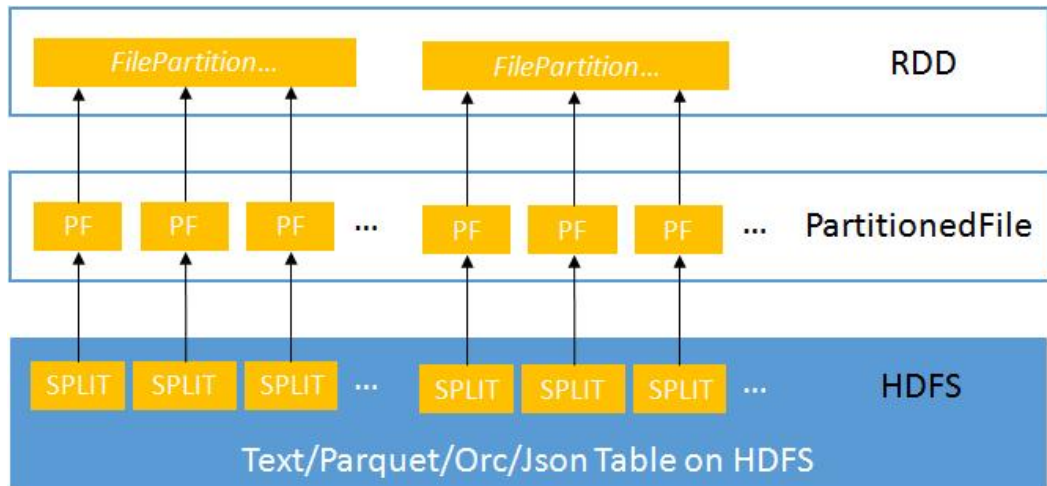 FilePartition... FilePartition... RDD
PF PF PF ... PF PF PF ... PartitionedFile
SPLIT SPLIT SPLIT ... SPLIT SPLIT SPLIT ... HDFS
Text/Parquet/Orc/Json Table on HDFS